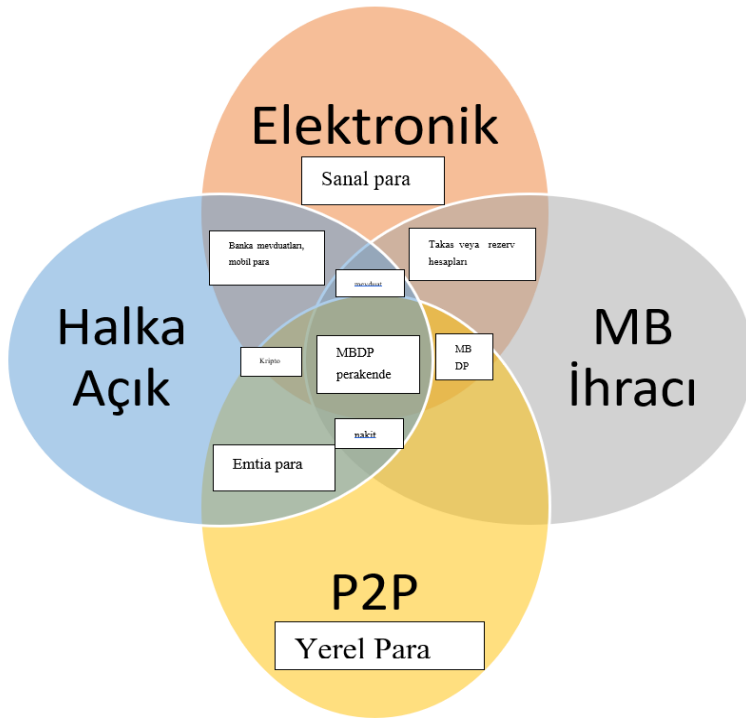 Elektronik
Sanal para
Banka mevduatları,
mobil para
Takas veya rezerv
hesapları
mevduat
Halka
Açık
MB
İhracı
Kripto
MBDP
perakende
MB
DP
nakit
Emtia para
P2P
Yerel Para